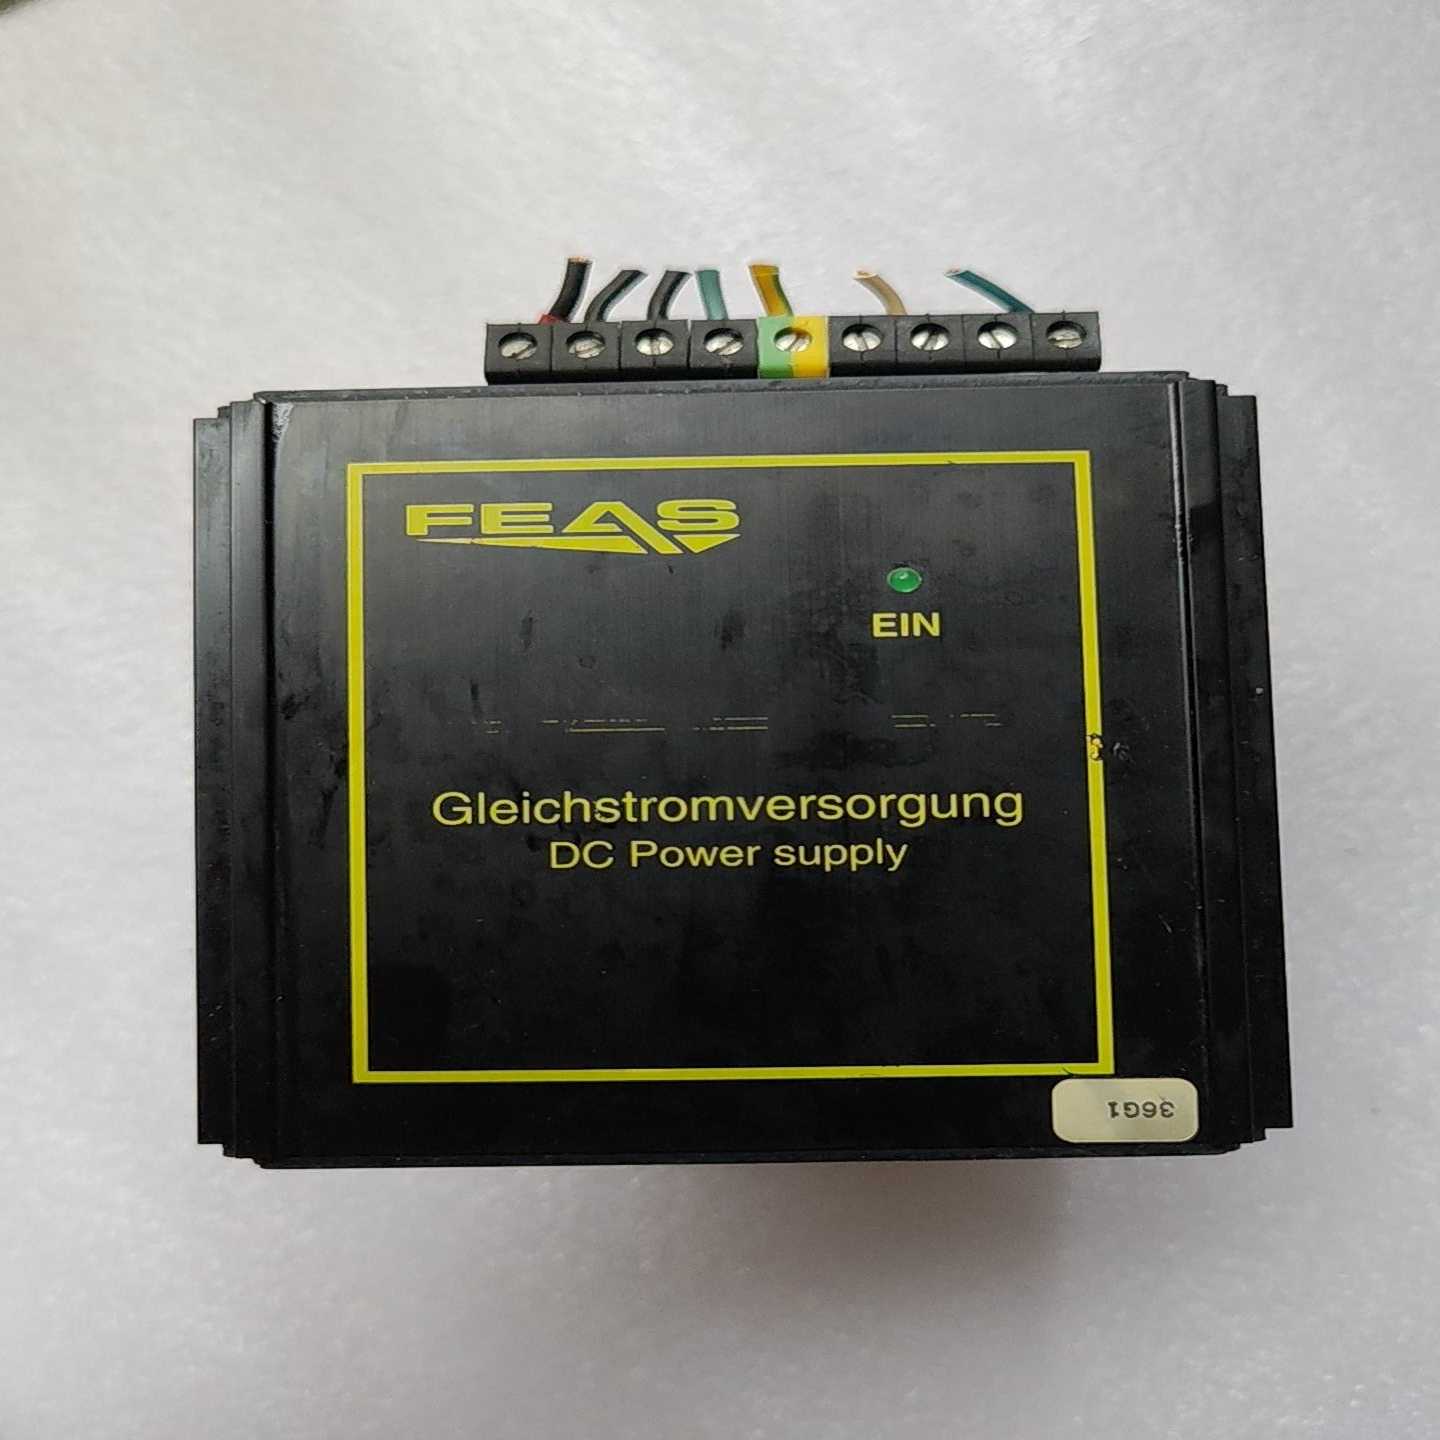 FEAS
EIN
Gleichstromversorgung
DC Power supply
36G1